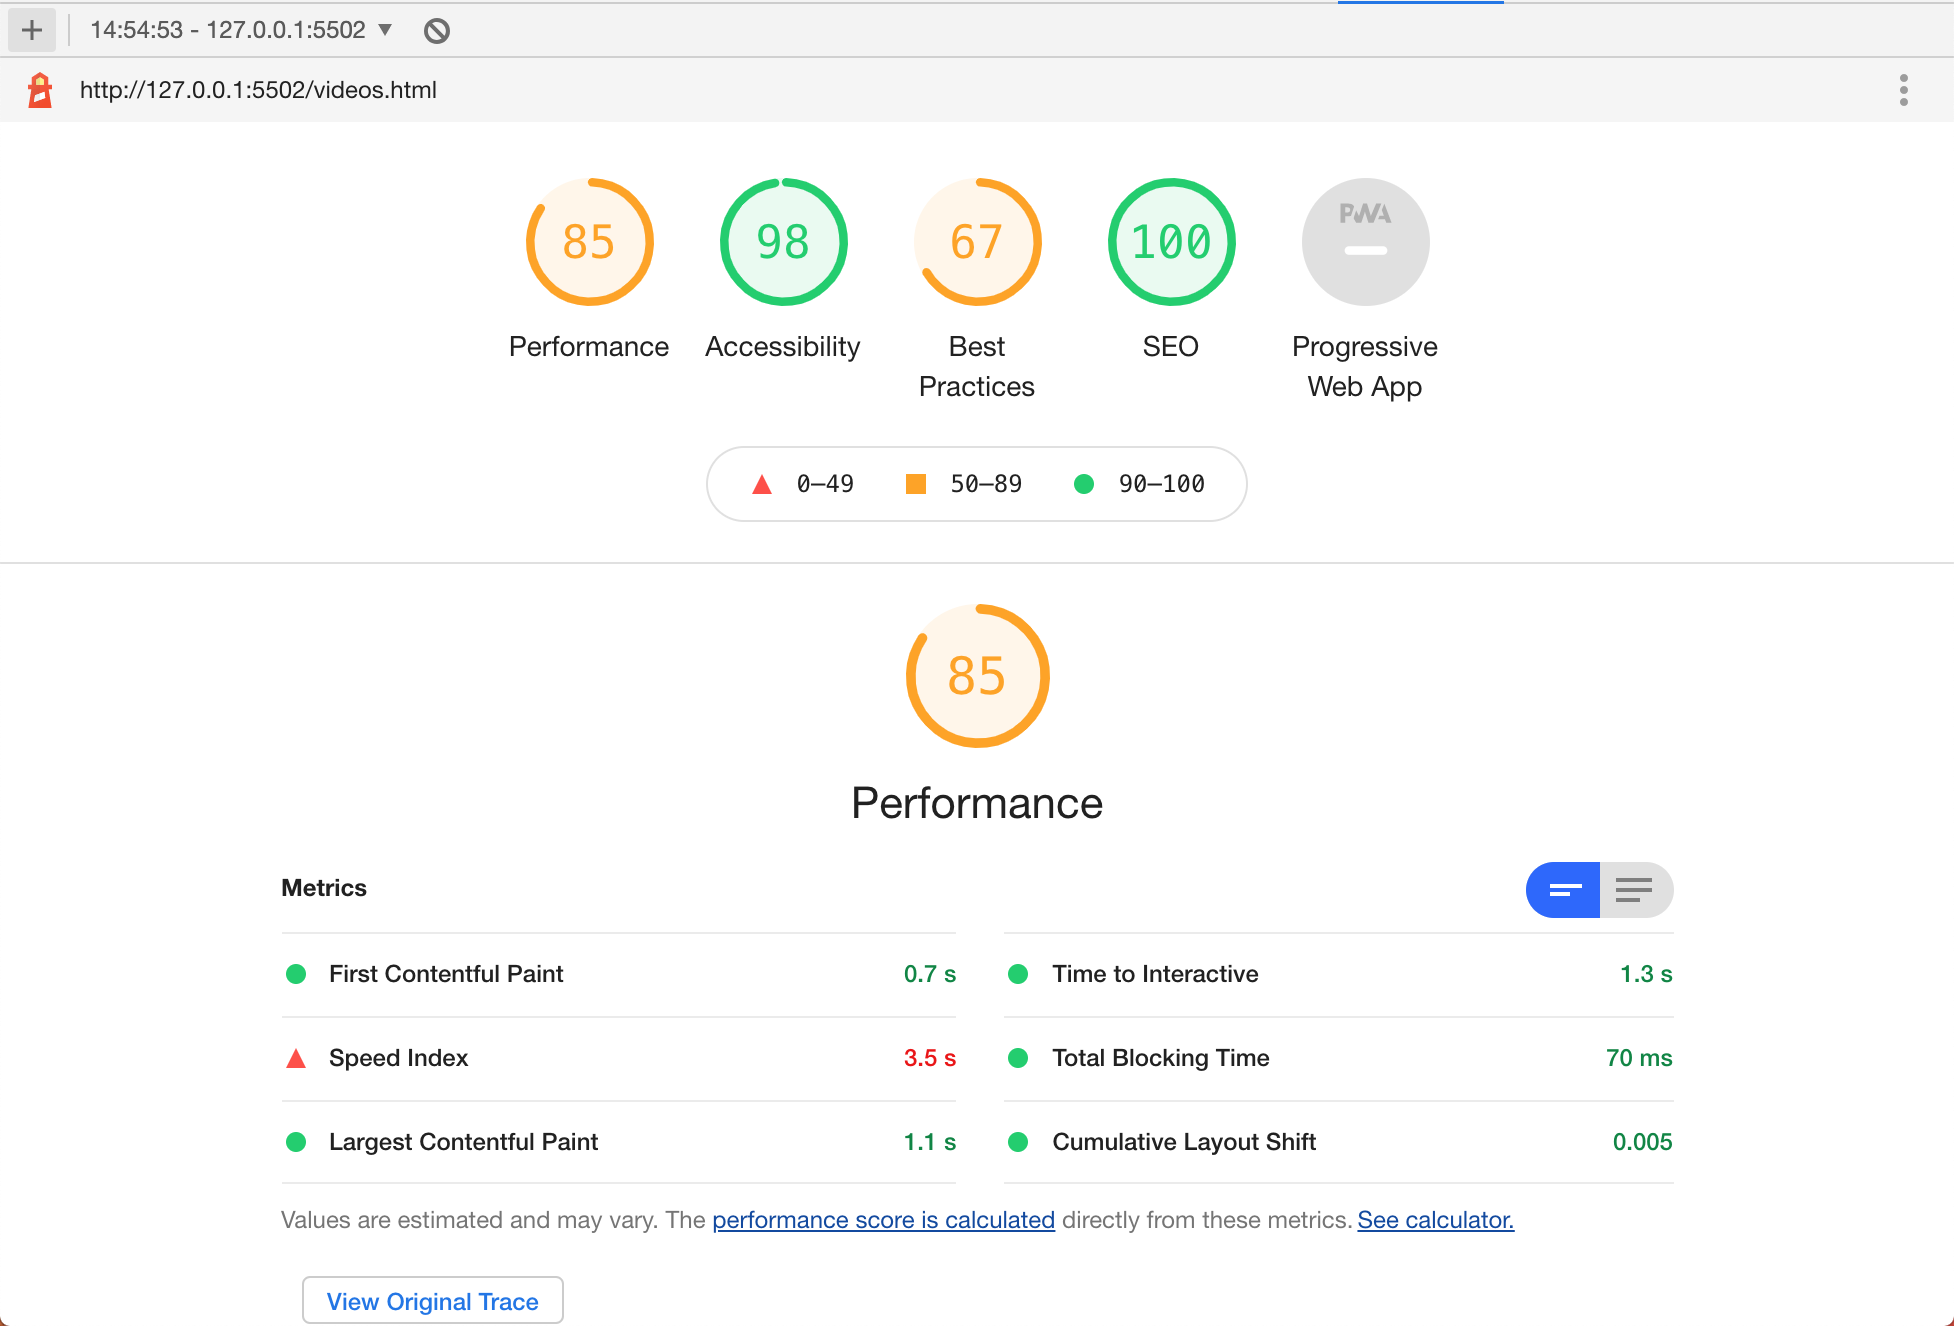 14:54:53 - 127.0.0.1:5502
http://127.0.0.1:5502/videos.html
85
98
67
100
PWA
Performance
Accessibility
Best
Practices
SEO
Progressive
Web App
0–49
50–89
90–100
85
Performance
Metrics
First Contentful Paint 0.7 s
Time to Interactive 1.3 s
Speed Index 3.5 s
Total Blocking Time 70 ms
Largest Contentful Paint 1.1 s
Cumulative Layout Shift 0.005
Values are estimated and may vary. The performance score is calculated directly from these metrics. See calculator.
View Original Trace